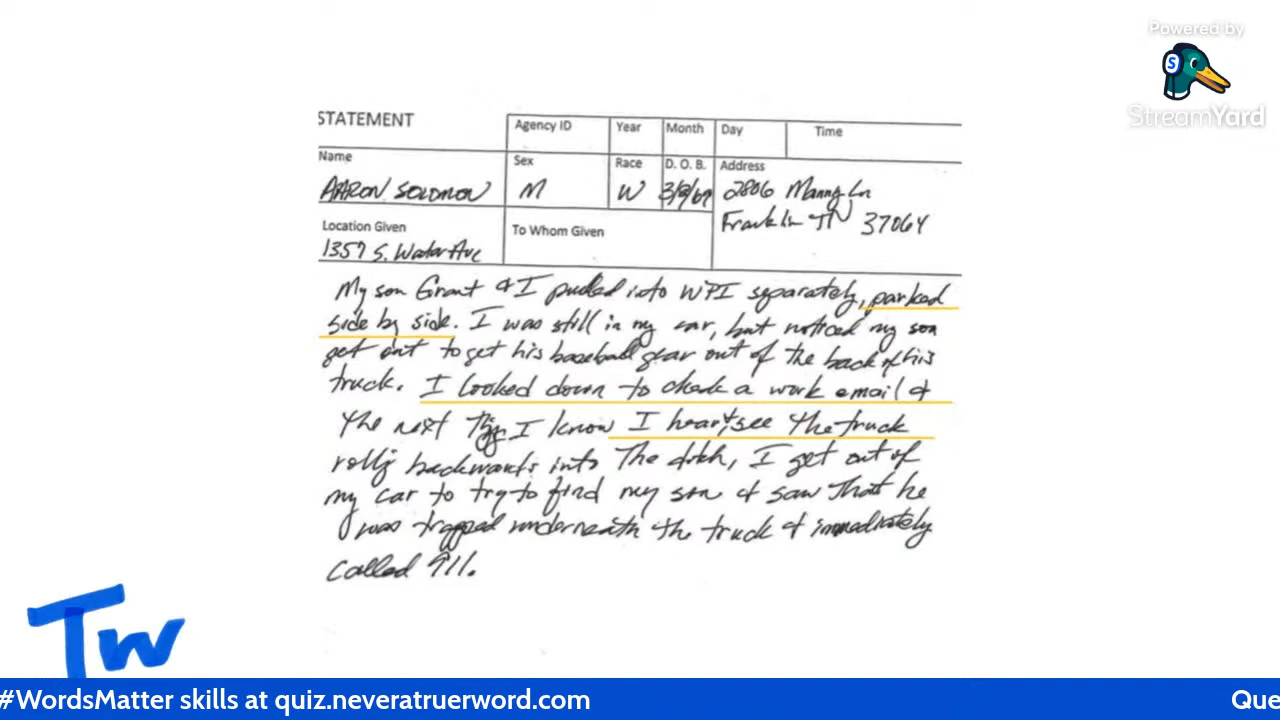 Powered by
StreamYard
STATEMENT
Agency ID
Year
Month
Day
Time
Name
Sex
Race
D. O. B.
Address
AARON SOLOMON
M
W
3/8/69
2806 Manng Ln
Franklin TN 37064
Location Given
To Whom Given
1357 S. Water Ave
My son Grant & I pulled into WPI separately, parked
side by side. I was still in my car, but noticed my son
get out to get his baseball gear out of the back of his
truck. I looked down to check a work email &
the next thing I know I hear & see the truck
rolling backwards into the ditch, I get out of
my car to try to find my son & saw that he
was trapped underneath the truck & immediately
called 911.
Tw
#WordsMatter skills at quiz.neveratruerword.com
Que